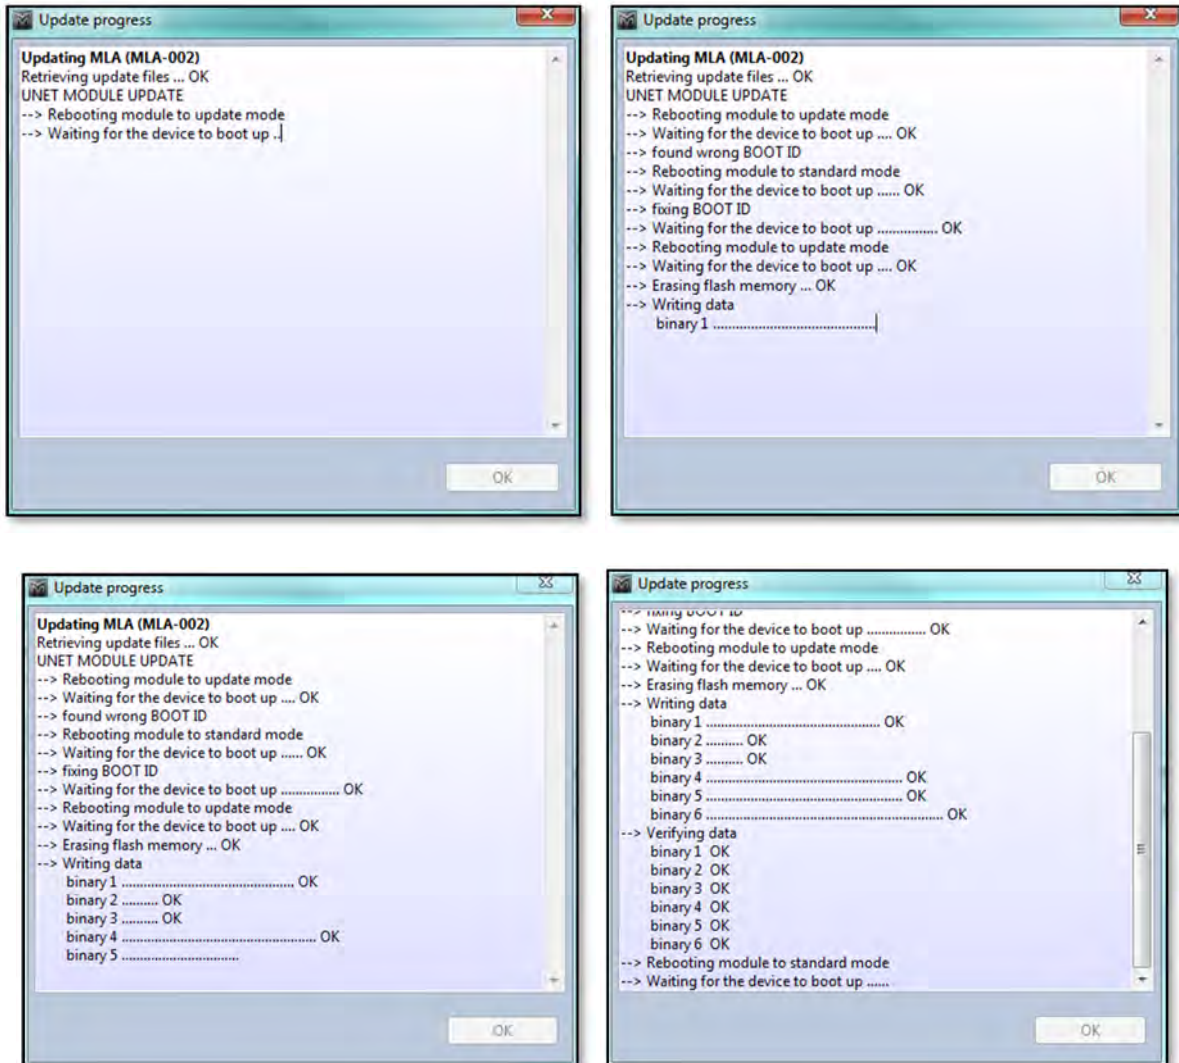 Update progress
Updating MLA (MLA-002)
Retrieving update files ... OK
UNET MODULE UPDATE
--> Rebooting module to update mode
--> Waiting for the device to boot up ..
OK
Update progress
Updating MLA (MLA-002)
Retrieving update files ... OK
UNET MODULE UPDATE
--> Rebooting module to update mode
--> Waiting for the device to boot up .... OK
--> found wrong BOOT ID
--> Rebooting module to standard mode
--> Waiting for the device to boot up ...... OK
--> fixing BOOT ID
--> Waiting for the device to boot up ................ OK
--> Rebooting module to update mode
--> Waiting for the device to boot up .... OK
--> Erasing flash memory ... OK
--> Writing data
binary 1 ............................................
OK
Update progress
Updating MLA (MLA-002)
Retrieving update files ... OK
UNET MODULE UPDATE
--> Rebooting module to update mode
--> Waiting for the device to boot up .... OK
--> found wrong BOOT ID
--> Rebooting module to standard mode
--> Waiting for the device to boot up ...... OK
--> fixing BOOT ID
--> Waiting for the device to boot up ................ OK
--> Rebooting module to update mode
--> Waiting for the device to boot up .... OK
--> Erasing flash memory ... OK
--> Writing data
binary 1 ............................................... OK
binary 2 .......... OK
binary 3 .......... OK
binary 4 ..................................................... OK
binary 5 ................................
OK
Update progress
--> fixing BOOT ID
--> Waiting for the device to boot up ................ OK
--> Rebooting module to update mode
--> Waiting for the device to boot up .... OK
--> Erasing flash memory ... OK
--> Writing data
binary 1 ............................................... OK
binary 2 .......... OK
binary 3 .......... OK
binary 4 ..................................................... OK
binary 5 ..................................................... OK
binary 6 ................................................................ OK
--> Verifying data
binary 1 OK
binary 2 OK
binary 3 OK
binary 4 OK
binary 5 OK
binary 6 OK
--> Rebooting module to standard mode
--> Waiting for the device to boot up ......
OK